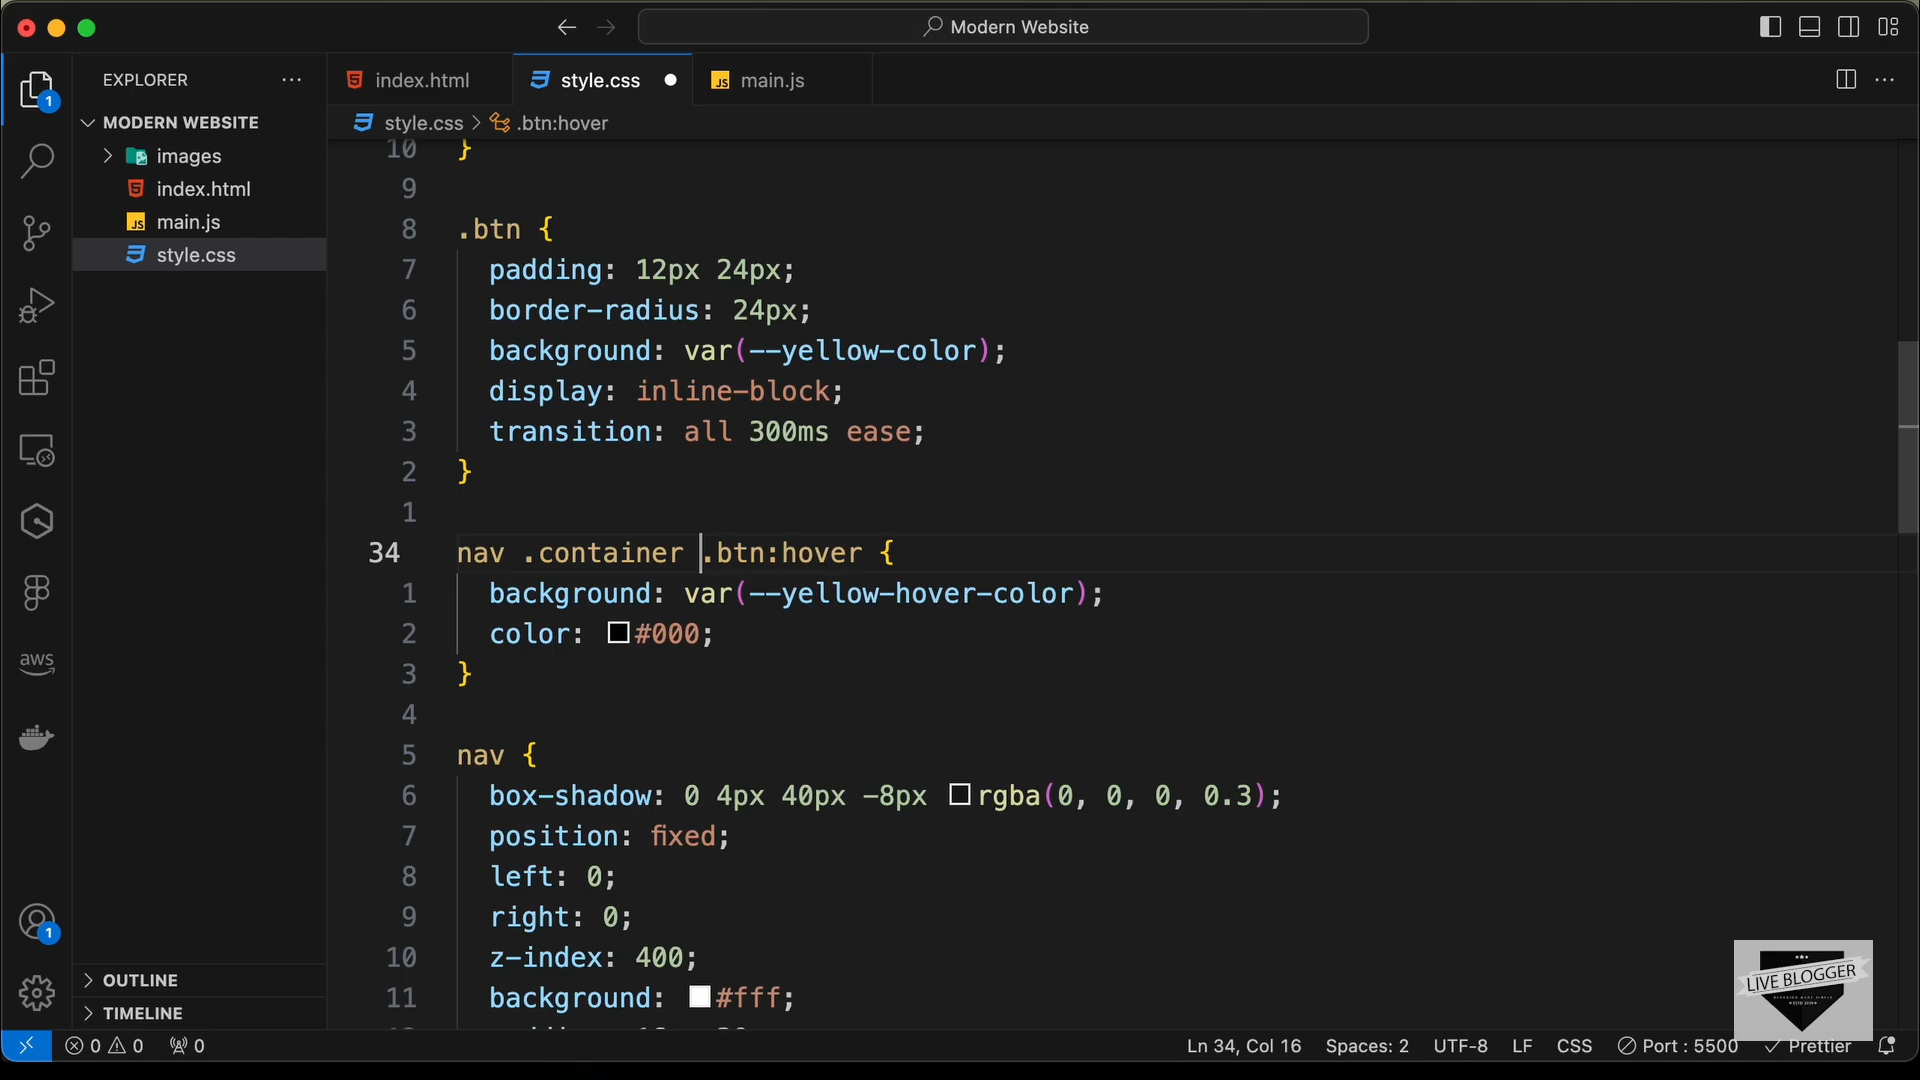 Modern Website
EXPLORER
index.html
style.css
main.js
1
MODERN WEBSITE
style.css > .btn:hover
images
index.html
main.js
style.css
10 }
9
8 .btn {
7 padding: 12px 24px;
6 border-radius: 24px;
5 background: var(--yellow-color);
4 display: inline-block;
3 transition: all 300ms ease;
2 }
1
34 nav .container .btn:hover {
1 background: var(--yellow-hover-color);
2 color: #000;
3 }
4
5 nav {
6 box-shadow: 0 4px 40px -8px rgba(0, 0, 0, 0.3);
7 position: fixed;
8 left: 0;
9 right: 0;
10 z-index: 400;
11 background: #fff;
aws
1
OUTLINE
TIMELINE
LIVE BLOGGER
0 0 0
Ln 34, Col 16 Spaces: 2 UTF-8 LF CSS Port : 5500 Prettier